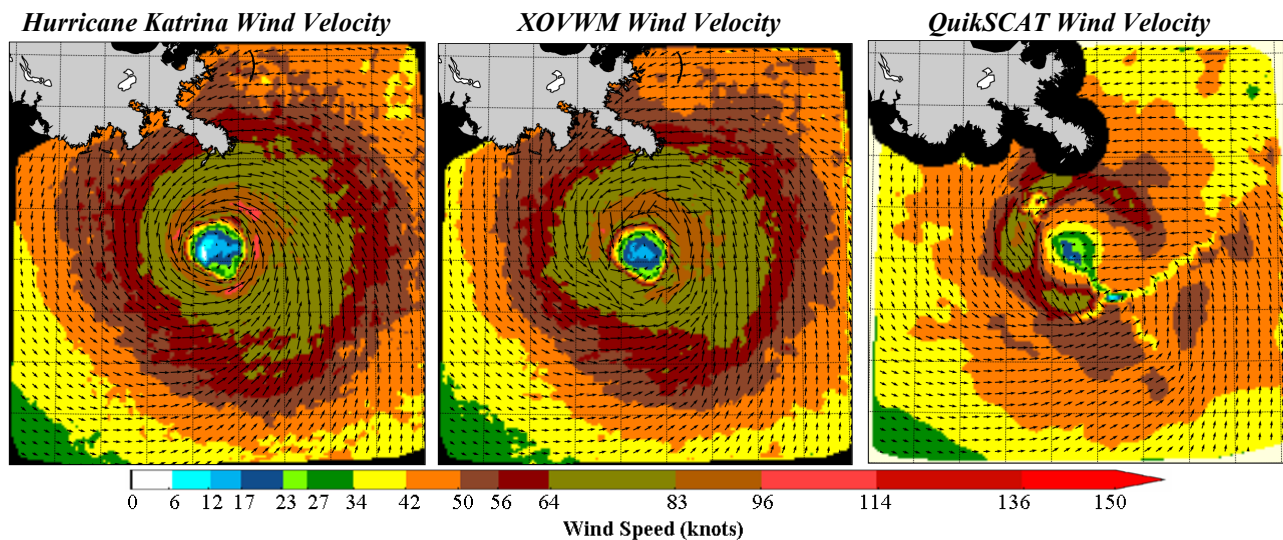 Hurricane Katrina Wind Velocity XOVWM Wind Velocity QuikSCAT Wind Velocity
0 6 12 17 23 27 34 42 50 56 64 83 96 114 136 150
Wind Speed (knots)